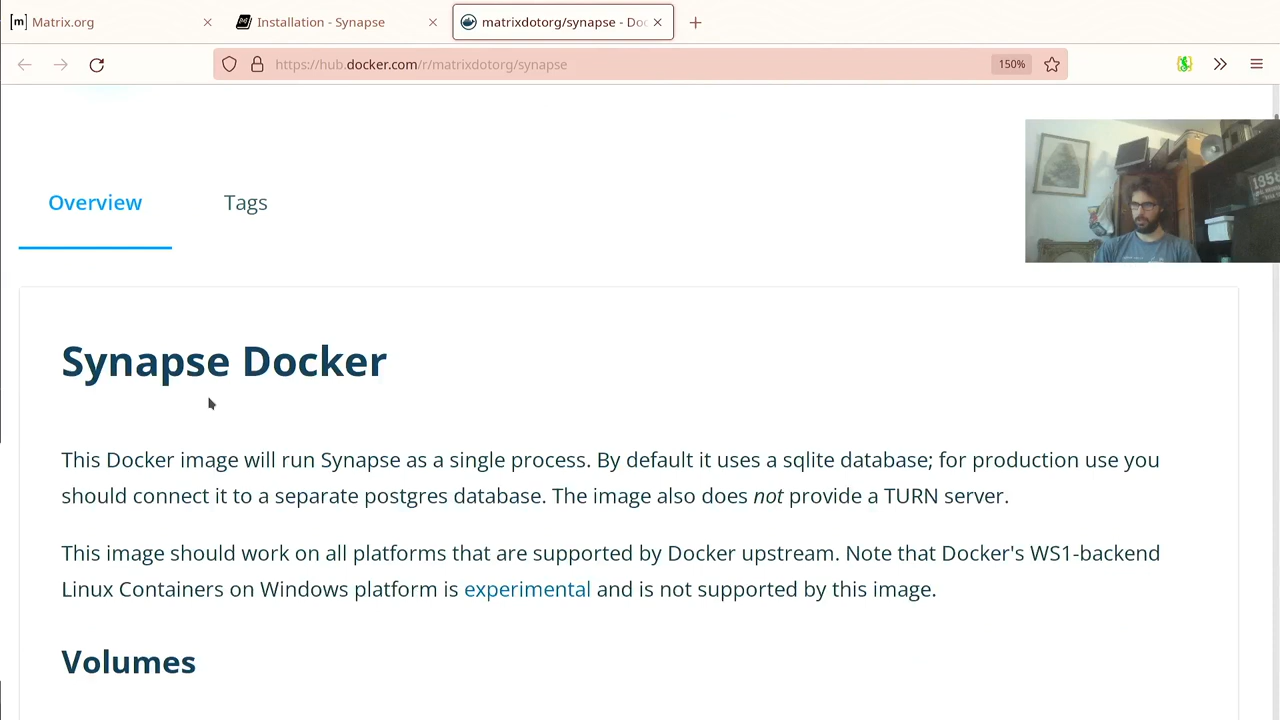 [m] Matrix.org
Installation - Synapse
matrixdotorg/synapse - Doc
https://hub.docker.com/r/matrixdotorg/synapse
150%
Overview
Tags
1958
Synapse Docker
This Docker image will run Synapse as a single process. By default it uses a sqlite database; for production use you
should connect it to a separate postgres database. The image also does not provide a TURN server.
This image should work on all platforms that are supported by Docker upstream. Note that Docker's WS1-backend
Linux Containers on Windows platform is experimental and is not supported by this image.
Volumes